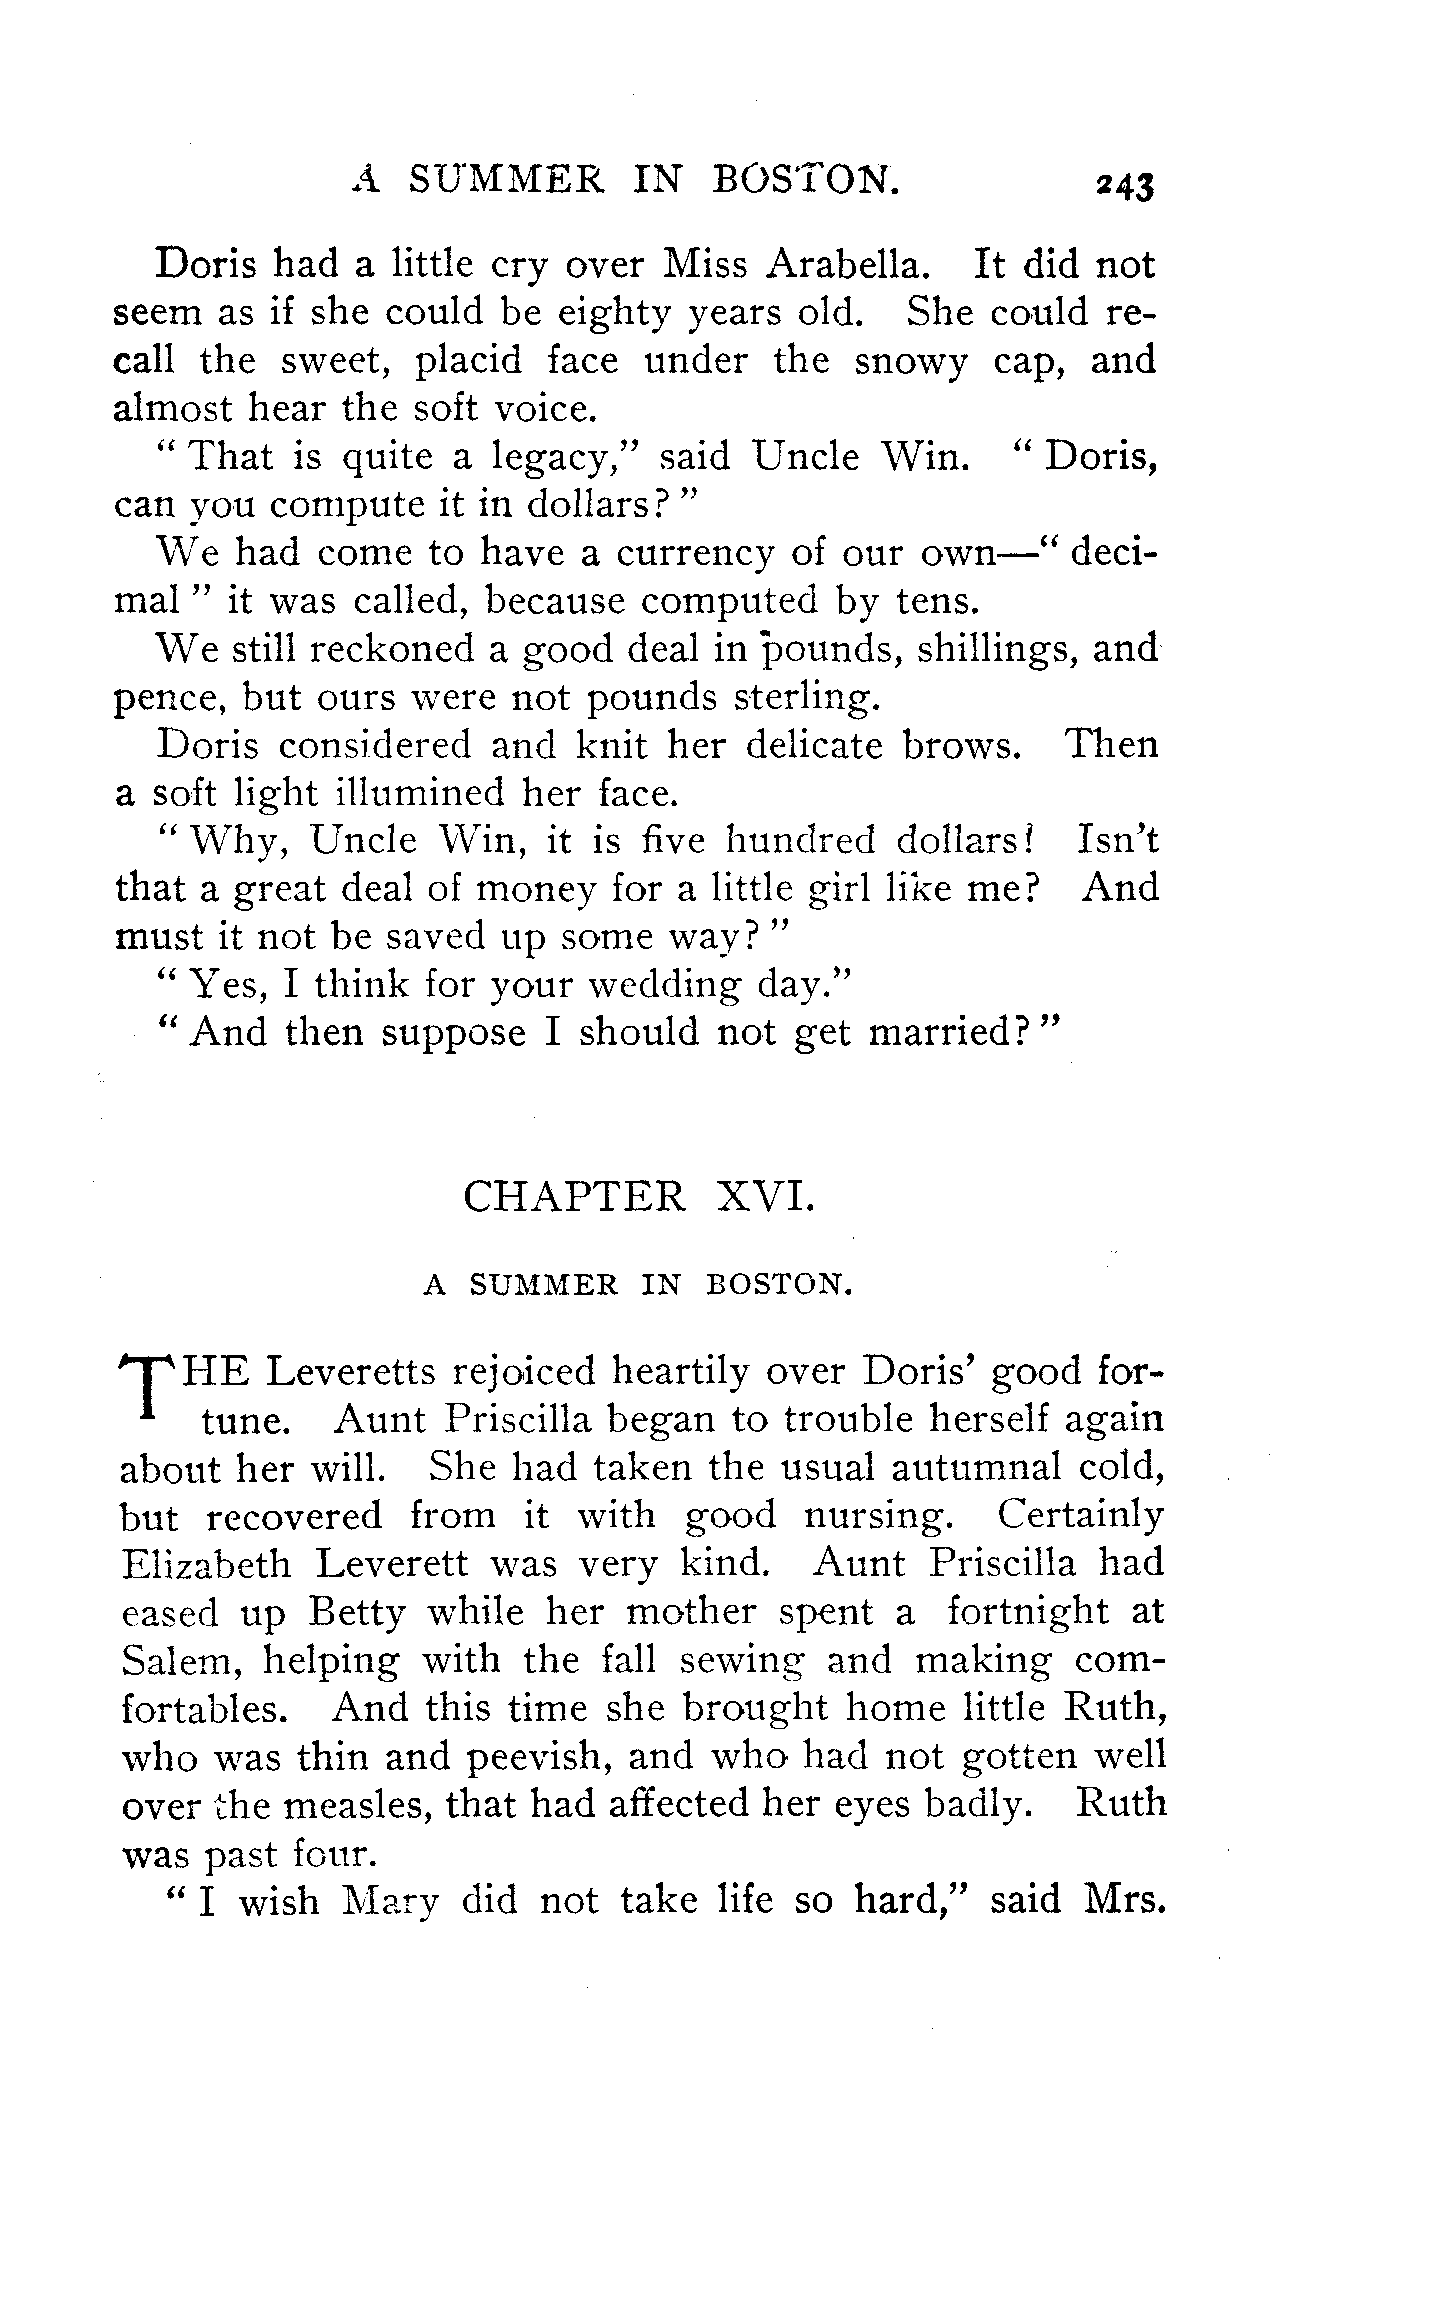 A SUMMER IN BOSTON. 243
Doris had a little cry over Miss Arabella. It did not
seem as if she could be eighty years old. She could re-
call the sweet, placid face under the snowy cap, and
almost hear the soft voice.
" That is quite a legacy," said Uncle Win. " Doris,
can you compute it in dollars? "
We had come to have a currency of our own—" deci-
mal " it was called, because computed by tens.
We still reckoned a good deal in pounds, shillings, and
pence, but ours were not pounds sterling.
Doris considered and knit her delicate brows. Then
a soft light illumined her face.
" Why, Uncle Win, it is five hundred dollars! Isn't
that a great deal of money for a little girl like me? And
must it not be saved up some way? "
" Yes, I think for your wedding day."
" And then suppose I should not get married? "
CHAPTER XVI.
A SUMMER IN BOSTON.
THE Leveretts rejoiced heartily over Doris' good for-
tune. Aunt Priscilla began to trouble herself again
about her will. She had taken the usual autumnal cold,
but recovered from it with good nursing. Certainly
Elizabeth Leverett was very kind. Aunt Priscilla had
eased up Betty while her mother spent a fortnight at
Salem, helping with the fall sewing and making com-
fortables. And this time she brought home little Ruth,
who was thin and peevish, and who had not gotten well
over the measles, that had affected her eyes badly. Ruth
was past four.
" I wish Mary did not take life so hard," said Mrs.